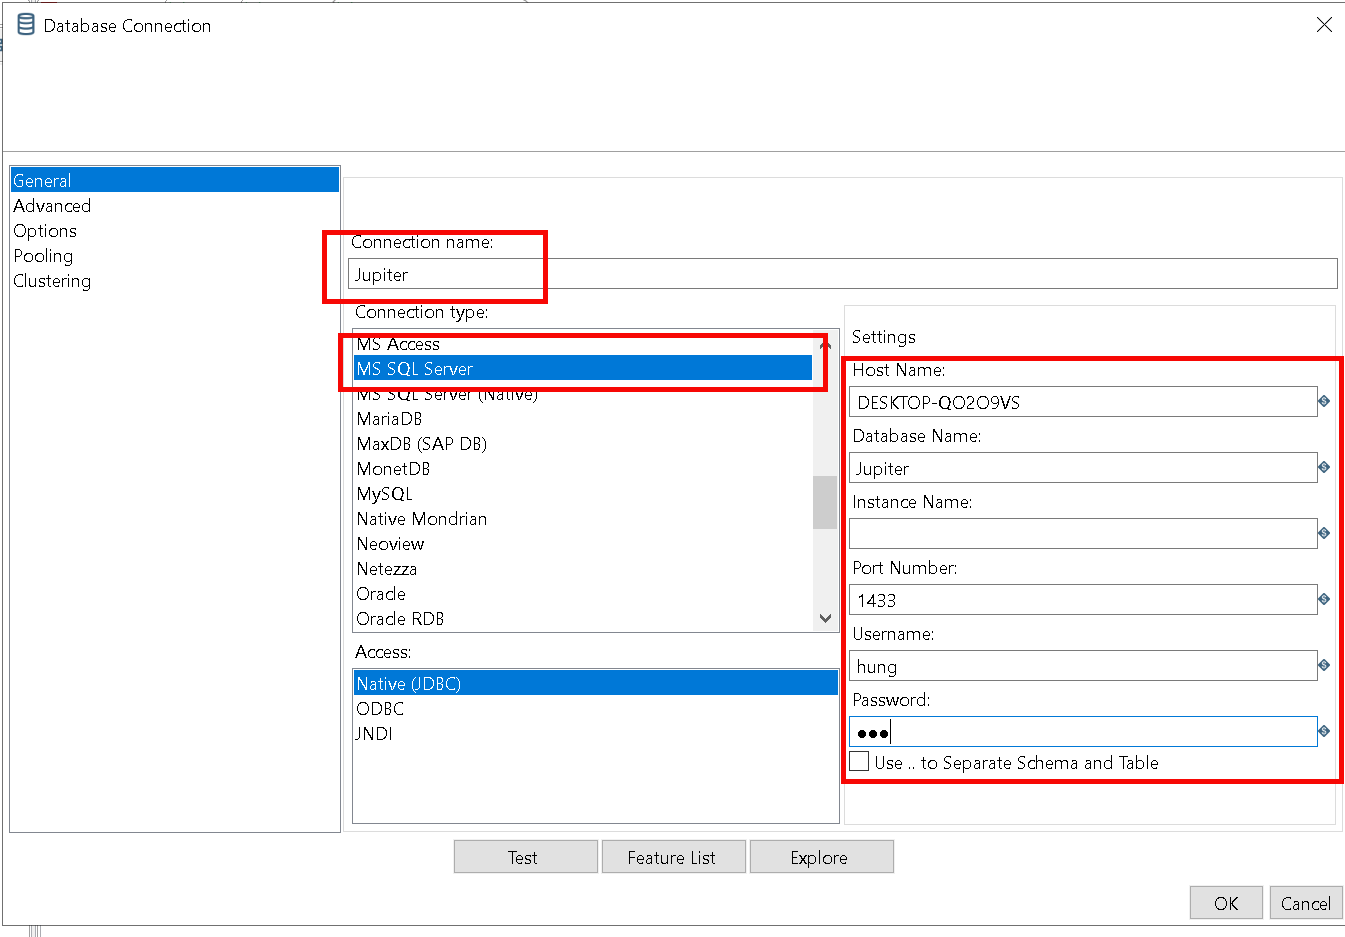 Database Connection
General
Advanced
Options
Pooling
Clustering
Connection name:
Jupiter
Connection type:
MS Access
MS SQL Server
MS SQL Server (Native)
MariaDB
MaxDB (SAP DB)
MonetDB
MySQL
Native Mondrian
Neoview
Netezza
Oracle
Oracle RDB
Access:
Native (JDBC)
ODBC
JNDI
Settings
Host Name:
DESKTOP-QO2O9VS
Database Name:
Jupiter
Instance Name:
Port Number:
1433
Username:
hung
Password:
●●●
Use .. to Separate Schema and Table
Test
Feature List
Explore
OK
Cancel